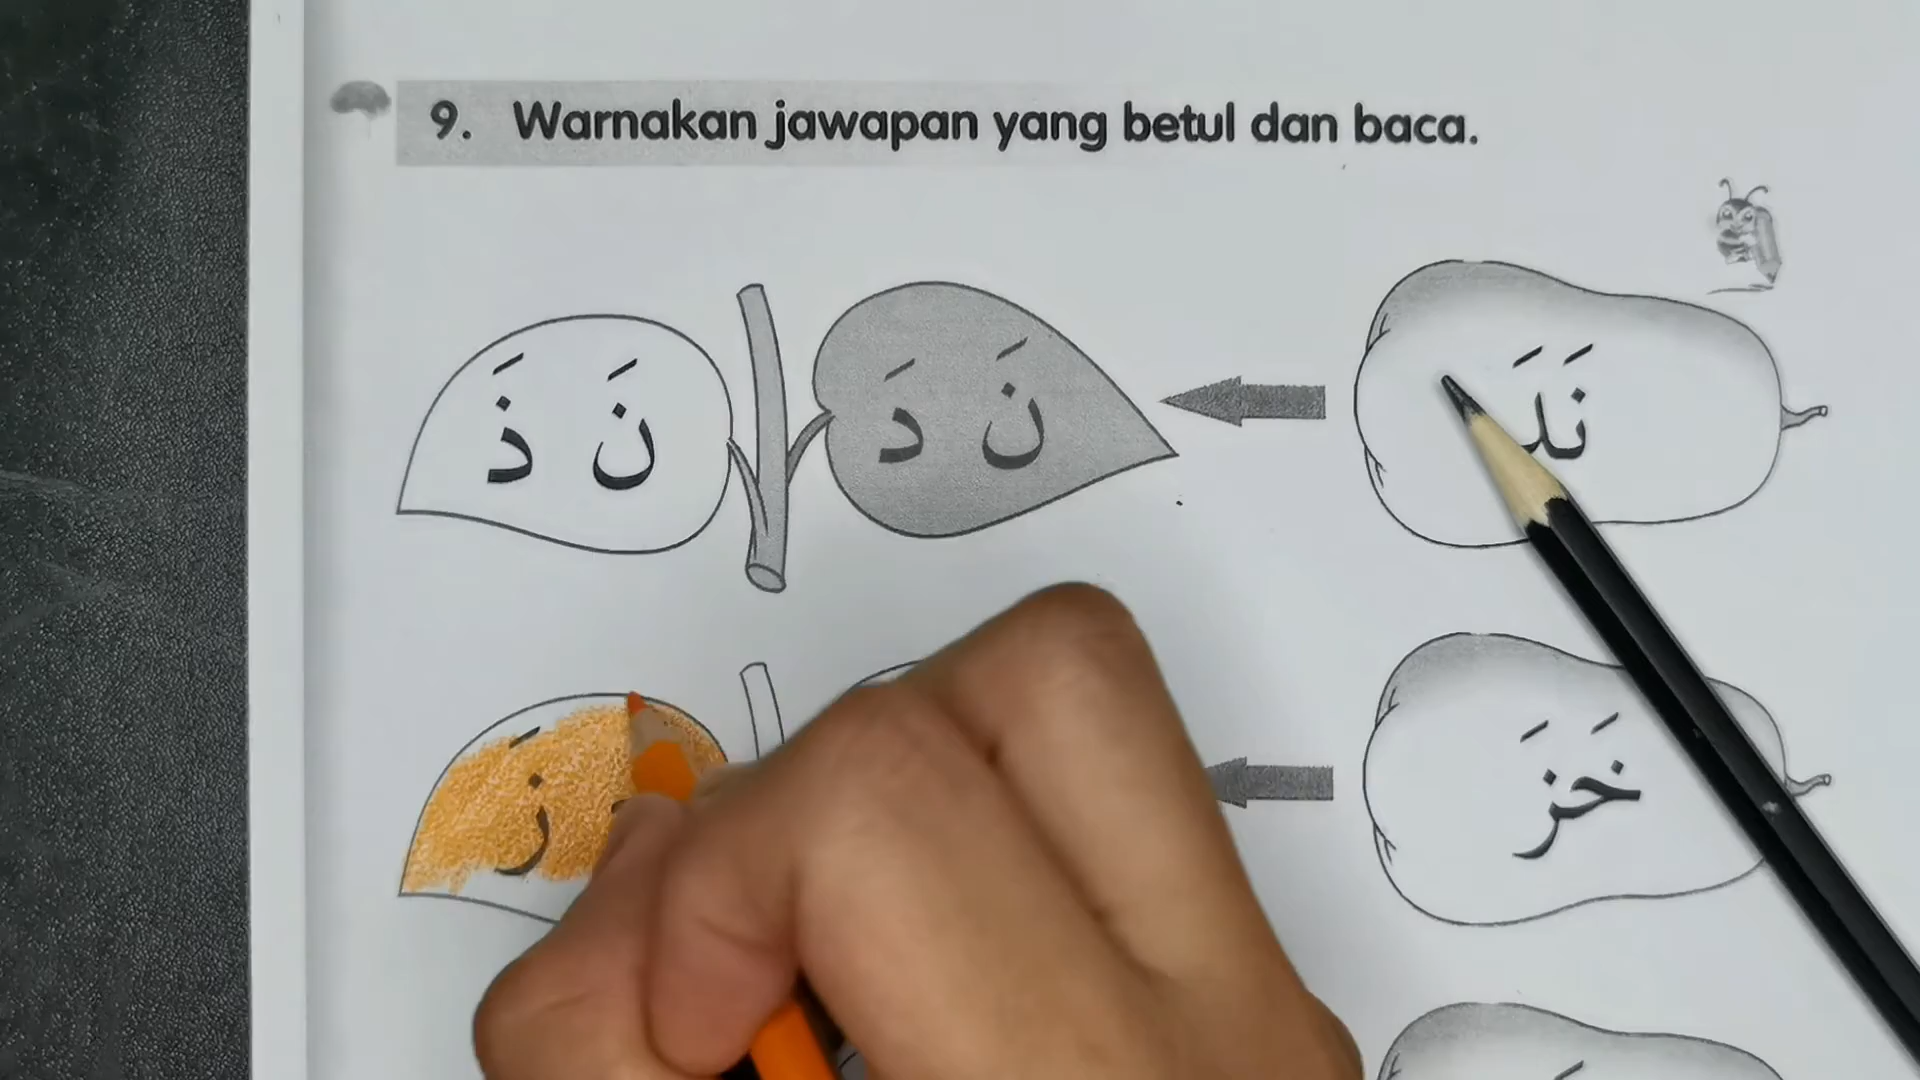 9. Warnakan jawapan yang betul dan baca.
نَدَ
نَ دَ
نَ ذَ
خَزَ
زَ